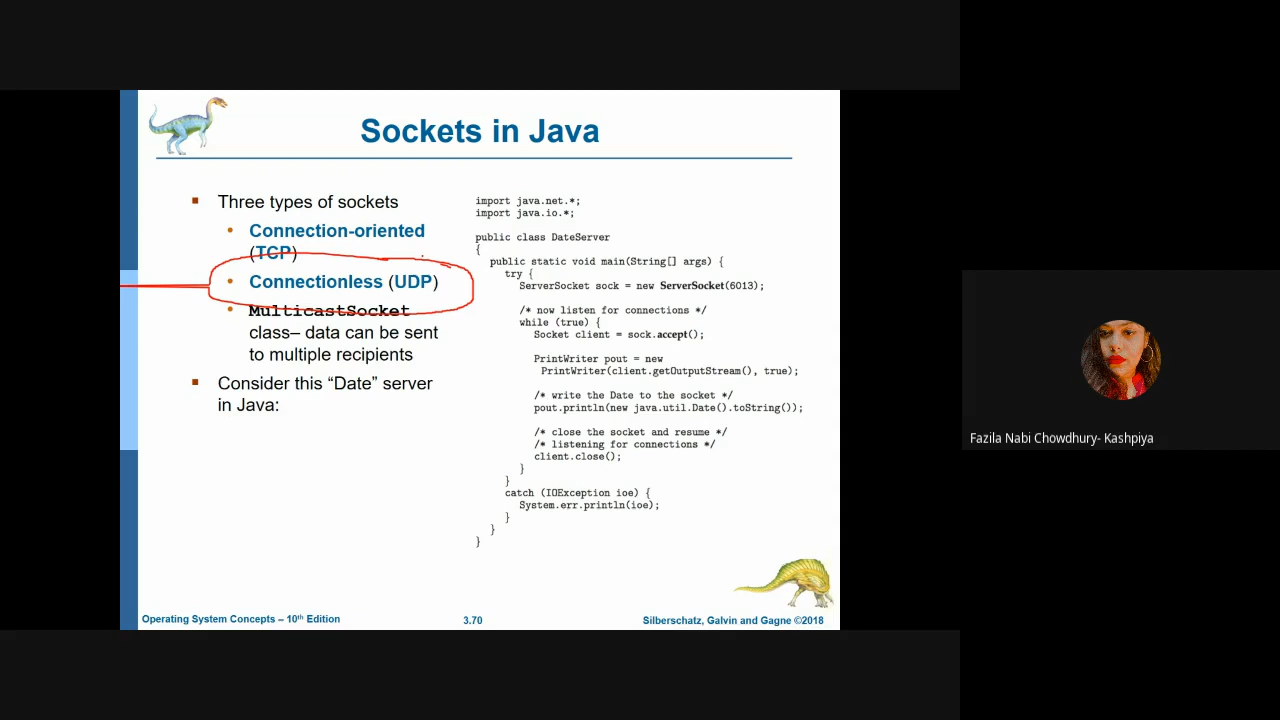 Sockets in Java
Three types of sockets
Connection-oriented
(TCP)
Connectionless (UDP)
MulticastSocket
class– data can be sent
to multiple recipients
Consider this “Date” server
in Java:
import java.net.*;
import java.io.*;
public class DateServer
{
public static void main(String[] args) {
try {
ServerSocket sock = new ServerSocket(6013);
/* now listen for connections */
while (true) {
Socket client = sock.accept();
PrintWriter pout = new
PrintWriter(client.getOutputStream(), true);
/* write the Date to the socket */
pout.println(new java.util.Date().toString());
/* close the socket and resume */
/* listening for connections */
client.close();
}
}
catch (IOException ioe) {
System.err.println(ioe);
}
}
}
Operating System Concepts – 10th Edition
3.70
Silberschatz, Galvin and Gagne ©2018
Fazila Nabi Chowdhury- Kashpiya